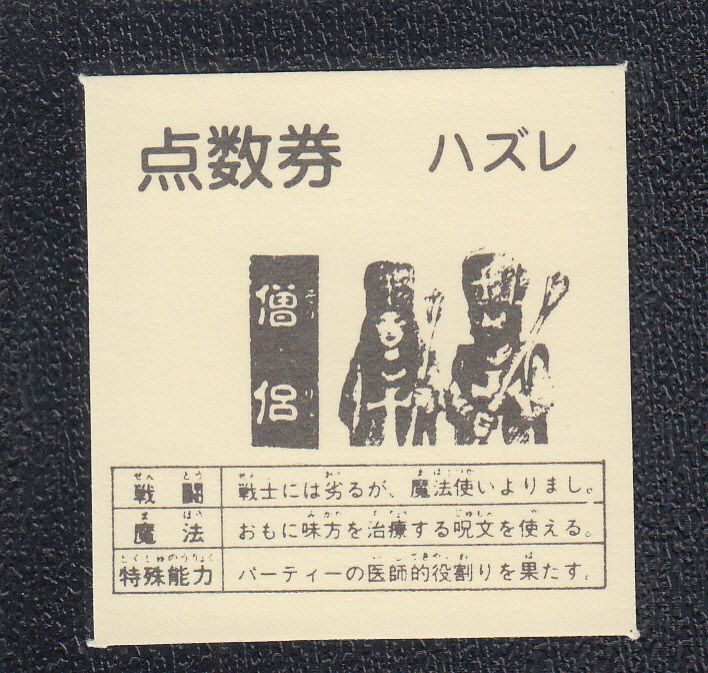 点数券 ハズレ
僧侶
戦闘 戦士には劣るが、魔法使いよりまし。
魔法 おもに味方を治療する呪文を使える。
特殊能力 パーティーの医師的役割りを果たす。